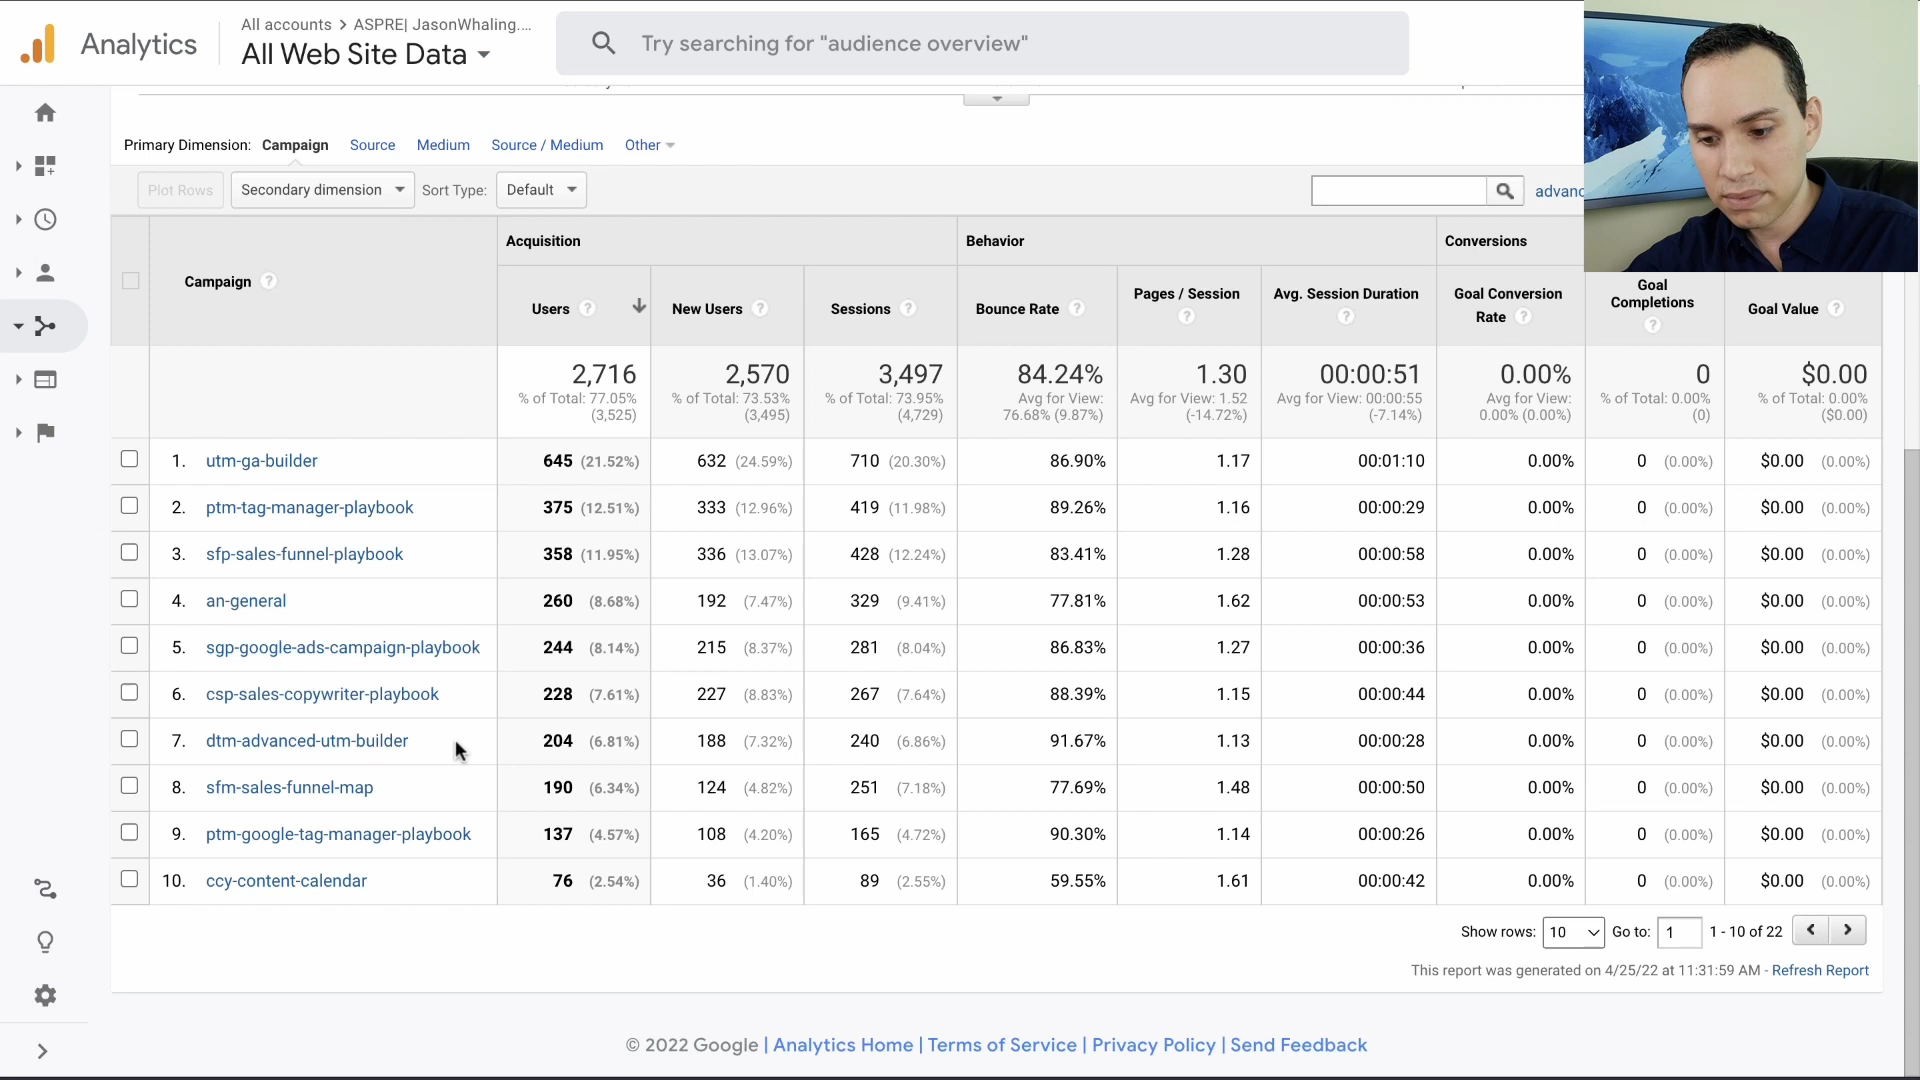 Analytics
All accounts > ASPRE| JasonWhaling....
All Web Site Data
Try searching for "audience overview"
Primary Dimension: Campaign Source Medium Source / Medium Other
Plot Rows Secondary dimension Sort Type: Default advanc
Acquisition Behavior Conversions
Campaign Users New Users Sessions Bounce Rate Pages / Session Avg. Session Duration Goal Conversion Rate Goal Completions Goal Value
2,716 2,570 3,497 84.24% 1.30 00:00:51 0.00% 0 $0.00
% of Total: 77.05% % of Total: 73.53% % of Total: 73.95% Avg for View: Avg for View: 1.52 Avg for View: 00:00:55 Avg for View: % of Total: 0.00% % of Total: 0.00%
(3,525) (3,495) (4,729) 76.68% (9.87%) (-14.72%) (-7.14%) 0.00% (0.00%) (0) ($0.00)
1. utm-ga-builder 645 (21.52%) 632 (24.59%) 710 (20.30%) 86.90% 1.17 00:01:10 0.00% 0 (0.00%) $0.00 (0.00%)
2. ptm-tag-manager-playbook 375 (12.51%) 333 (12.96%) 419 (11.98%) 89.26% 1.16 00:00:29 0.00% 0 (0.00%) $0.00 (0.00%)
3. sfp-sales-funnel-playbook 358 (11.95%) 336 (13.07%) 428 (12.24%) 83.41% 1.28 00:00:58 0.00% 0 (0.00%) $0.00 (0.00%)
4. an-general 260 (8.68%) 192 (7.47%) 329 (9.41%) 77.81% 1.62 00:00:53 0.00% 0 (0.00%) $0.00 (0.00%)
5. sgp-google-ads-campaign-playbook 244 (8.14%) 215 (8.37%) 281 (8.04%) 86.83% 1.27 00:00:36 0.00% 0 (0.00%) $0.00 (0.00%)
6. csp-sales-copywriter-playbook 228 (7.61%) 227 (8.83%) 267 (7.64%) 88.39% 1.15 00:00:44 0.00% 0 (0.00%) $0.00 (0.00%)
7. dtm-advanced-utm-builder 204 (6.81%) 188 (7.32%) 240 (6.86%) 91.67% 1.13 00:00:28 0.00% 0 (0.00%) $0.00 (0.00%)
8. sfm-sales-funnel-map 190 (6.34%) 124 (4.82%) 251 (7.18%) 77.69% 1.48 00:00:50 0.00% 0 (0.00%) $0.00 (0.00%)
9. ptm-google-tag-manager-playbook 137 (4.57%) 108 (4.20%) 165 (4.72%) 90.30% 1.14 00:00:26 0.00% 0 (0.00%) $0.00 (0.00%)
10. ccy-content-calendar 76 (2.54%) 36 (1.40%) 89 (2.55%) 59.55% 1.61 00:00:42 0.00% 0 (0.00%) $0.00 (0.00%)
Show rows: 10 Go to: 1 1 - 10 of 22
This report was generated on 4/25/22 at 11:31:59 AM - Refresh Report
© 2022 Google | Analytics Home | Terms of Service | Privacy Policy | Send Feedback